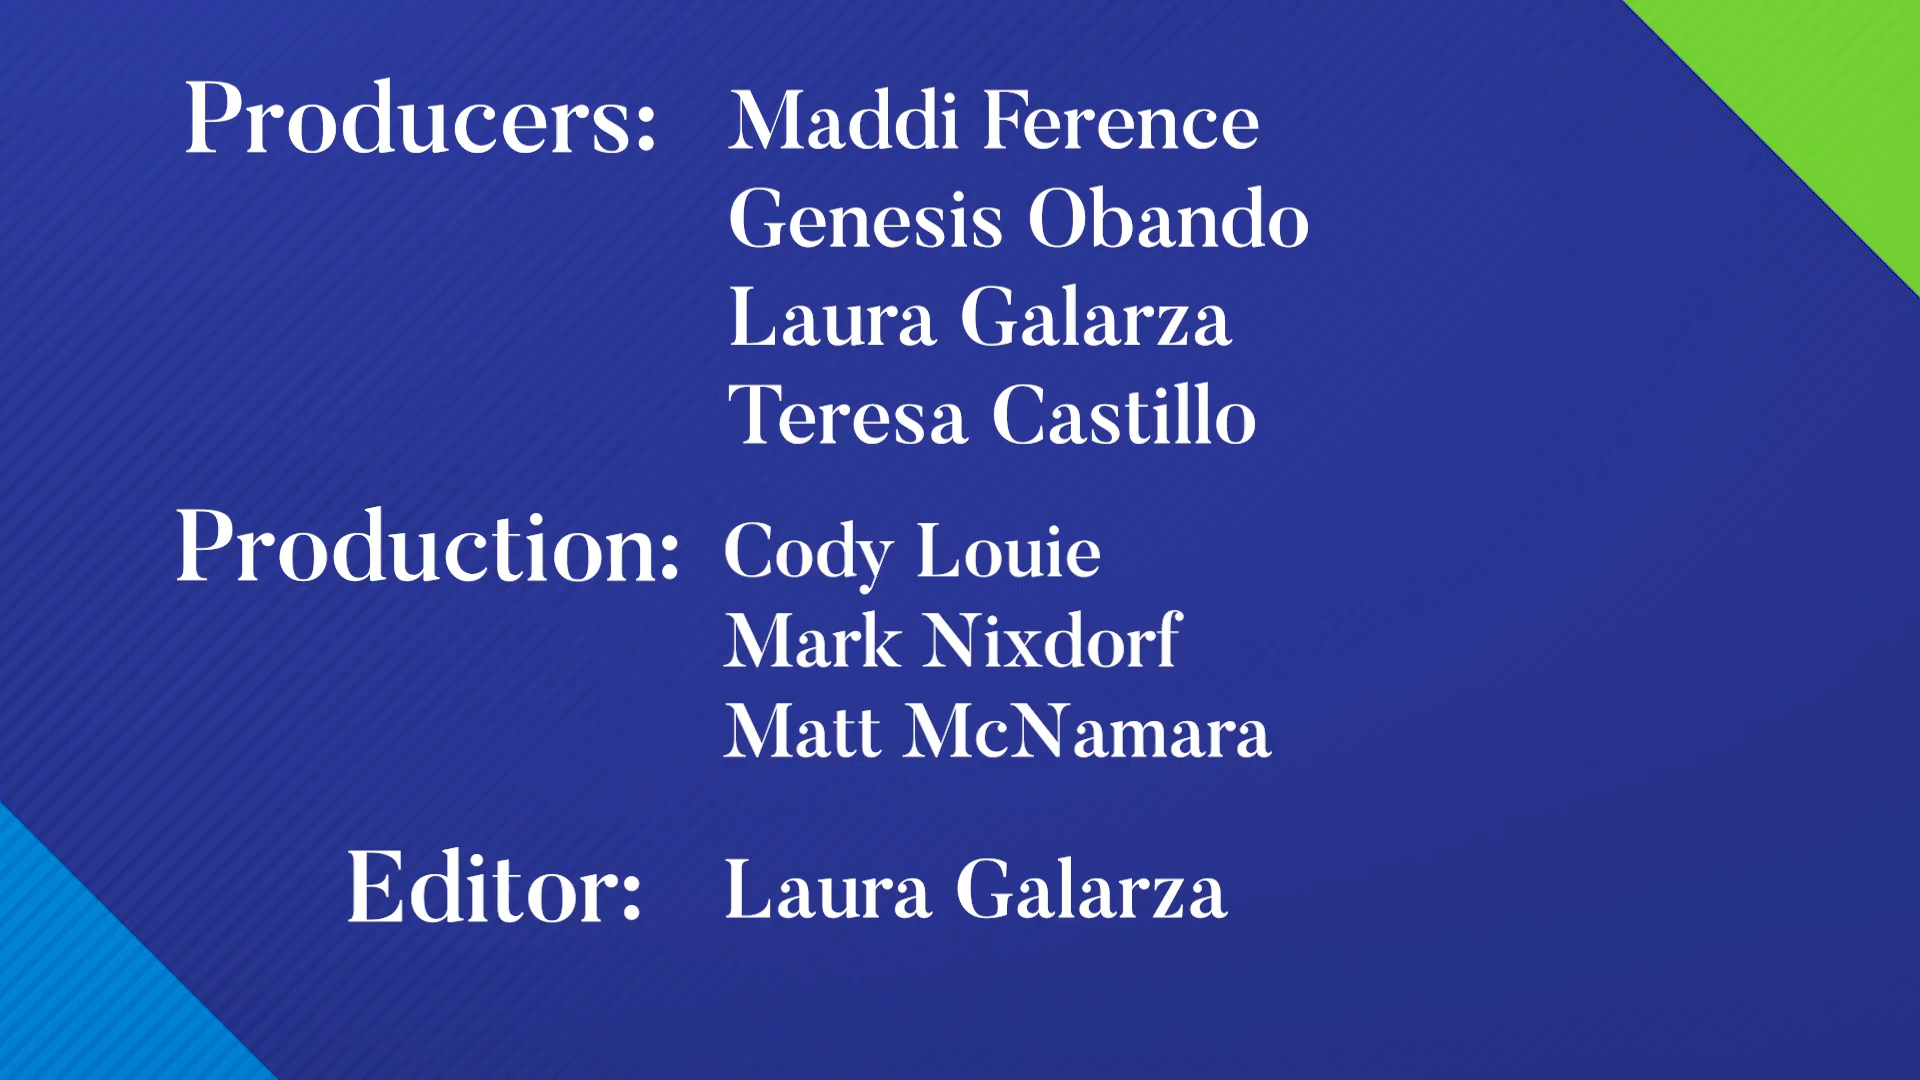 Producers: Maddi Ference
Genesis Obando
Laura Galarza
Teresa Castillo
Production: Cody Louie
Mark Nixdorf
Matt McNamara
Editor: Laura Galarza